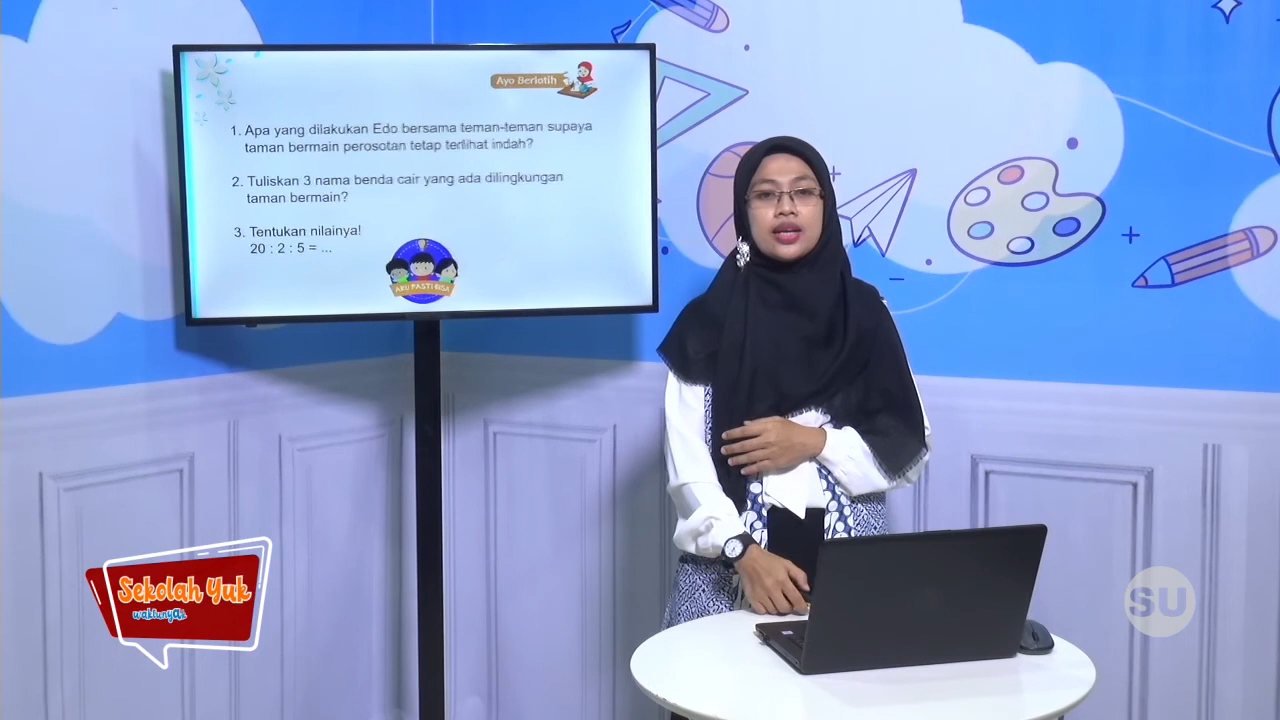 Ayo Berlatih
1. Apa yang dilakukan Edo bersama teman-teman supaya
taman bermain perosotan tetap terlihat indah?
2. Tuliskan 3 nama benda cair yang ada dilingkungan
taman bermain?
3. Tentukan nilainya!
20 : 2 : 5 = ...
AKU PASTI BISA
Sekolah Yuk
waktunya
SU